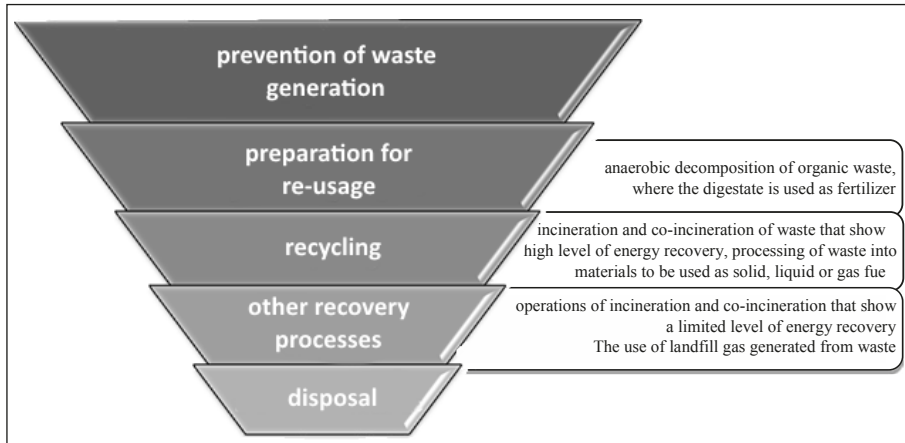 prevention of waste
generation
preparation for
re-usage
anaerobic decomposition of organic waste,
where the digestate is used as fertilizer
recycling
incineration and co-incineration of waste that show
high level of energy recovery, processing of waste into
materials to be used as solid, liquid or gas fue
other recovery
processes
operations of incineration and co-incineration that show
a limited level of energy recovery
The use of landfill gas generated from waste
disposal